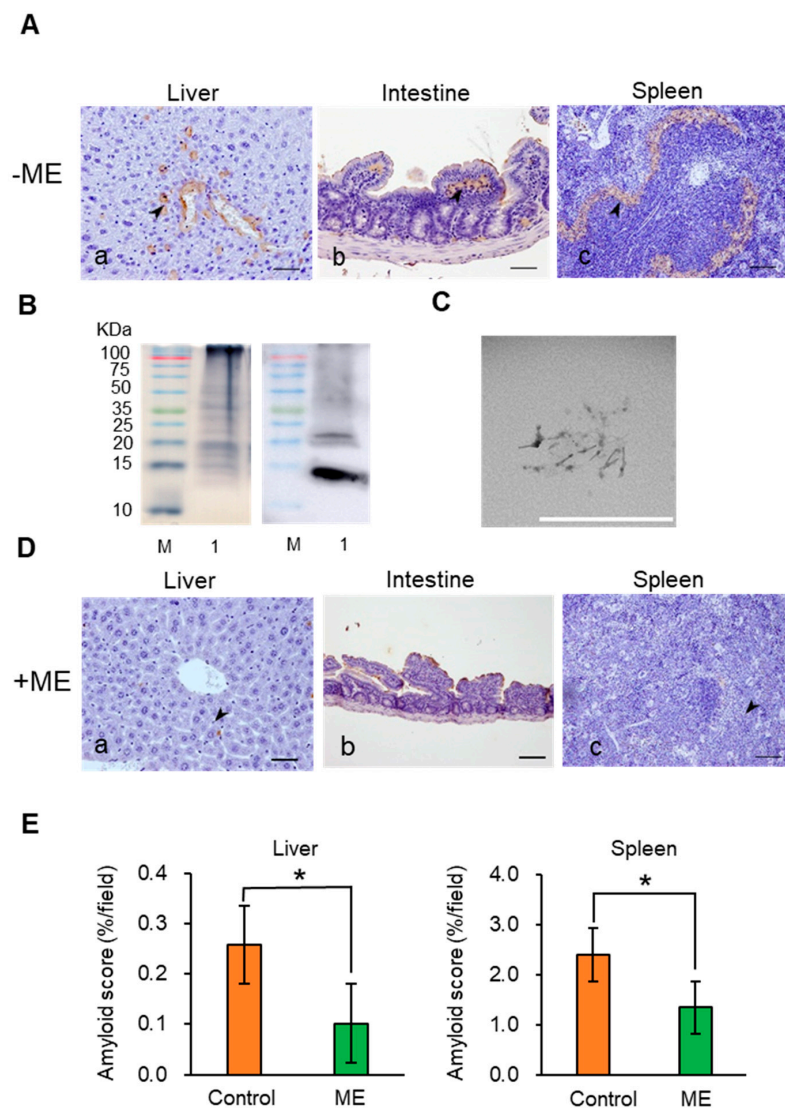 A
Liver
Intestine
Spleen
-ME
a
b
c
B
C
KDa
100
75
50
35
25
20
15
10
M 1
M 1
D
Liver
Intestine
Spleen
+ME
a
b
c
E
Liver
Amyloid score (%/field)
0.4
0.3
0.2
0.1
0.0
*
Control ME
Spleen
Amyloid score (%/field)
4.0
3.0
2.0
1.0
0.0
*
Control ME